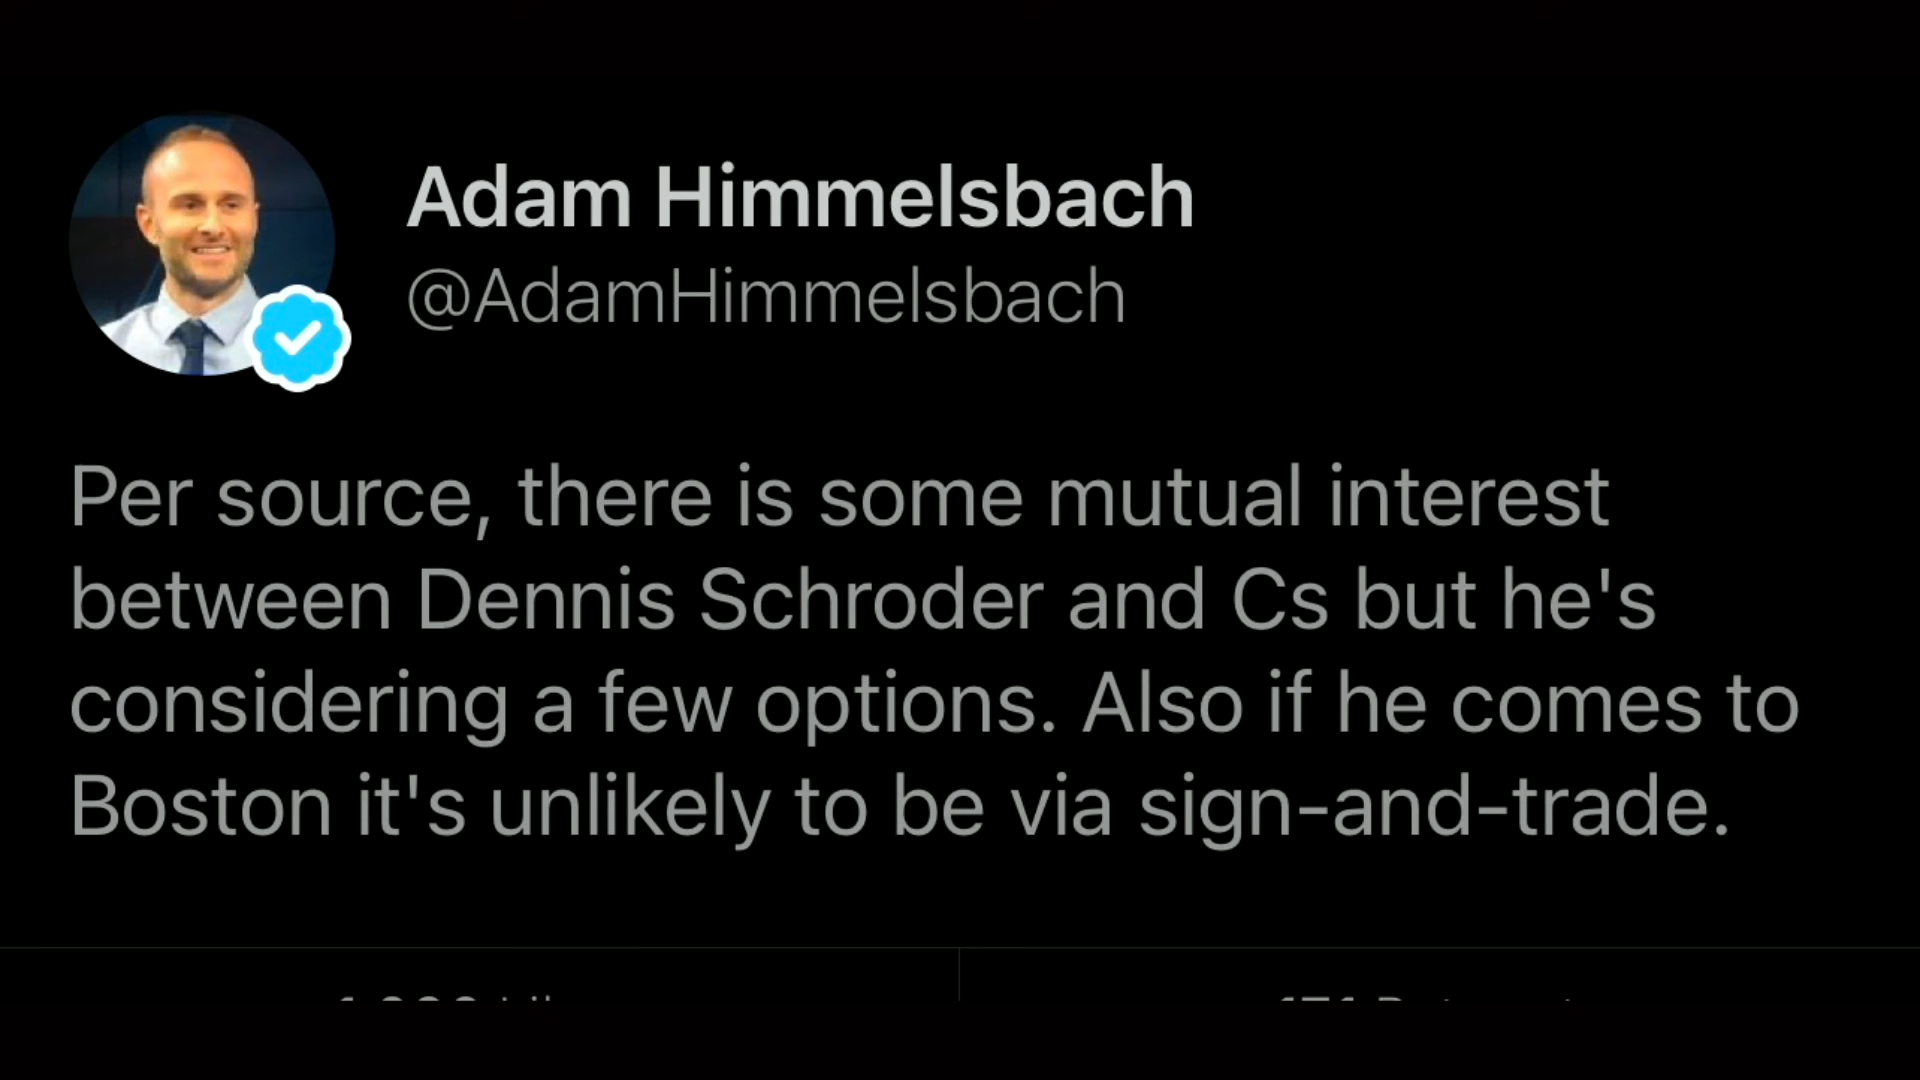 Adam Himmelsbach
@AdamHimmelsbach
Per source, there is some mutual interest
between Dennis Schroder and Cs but he's
considering a few options. Also if he comes to
Boston it's unlikely to be via sign-and-trade.